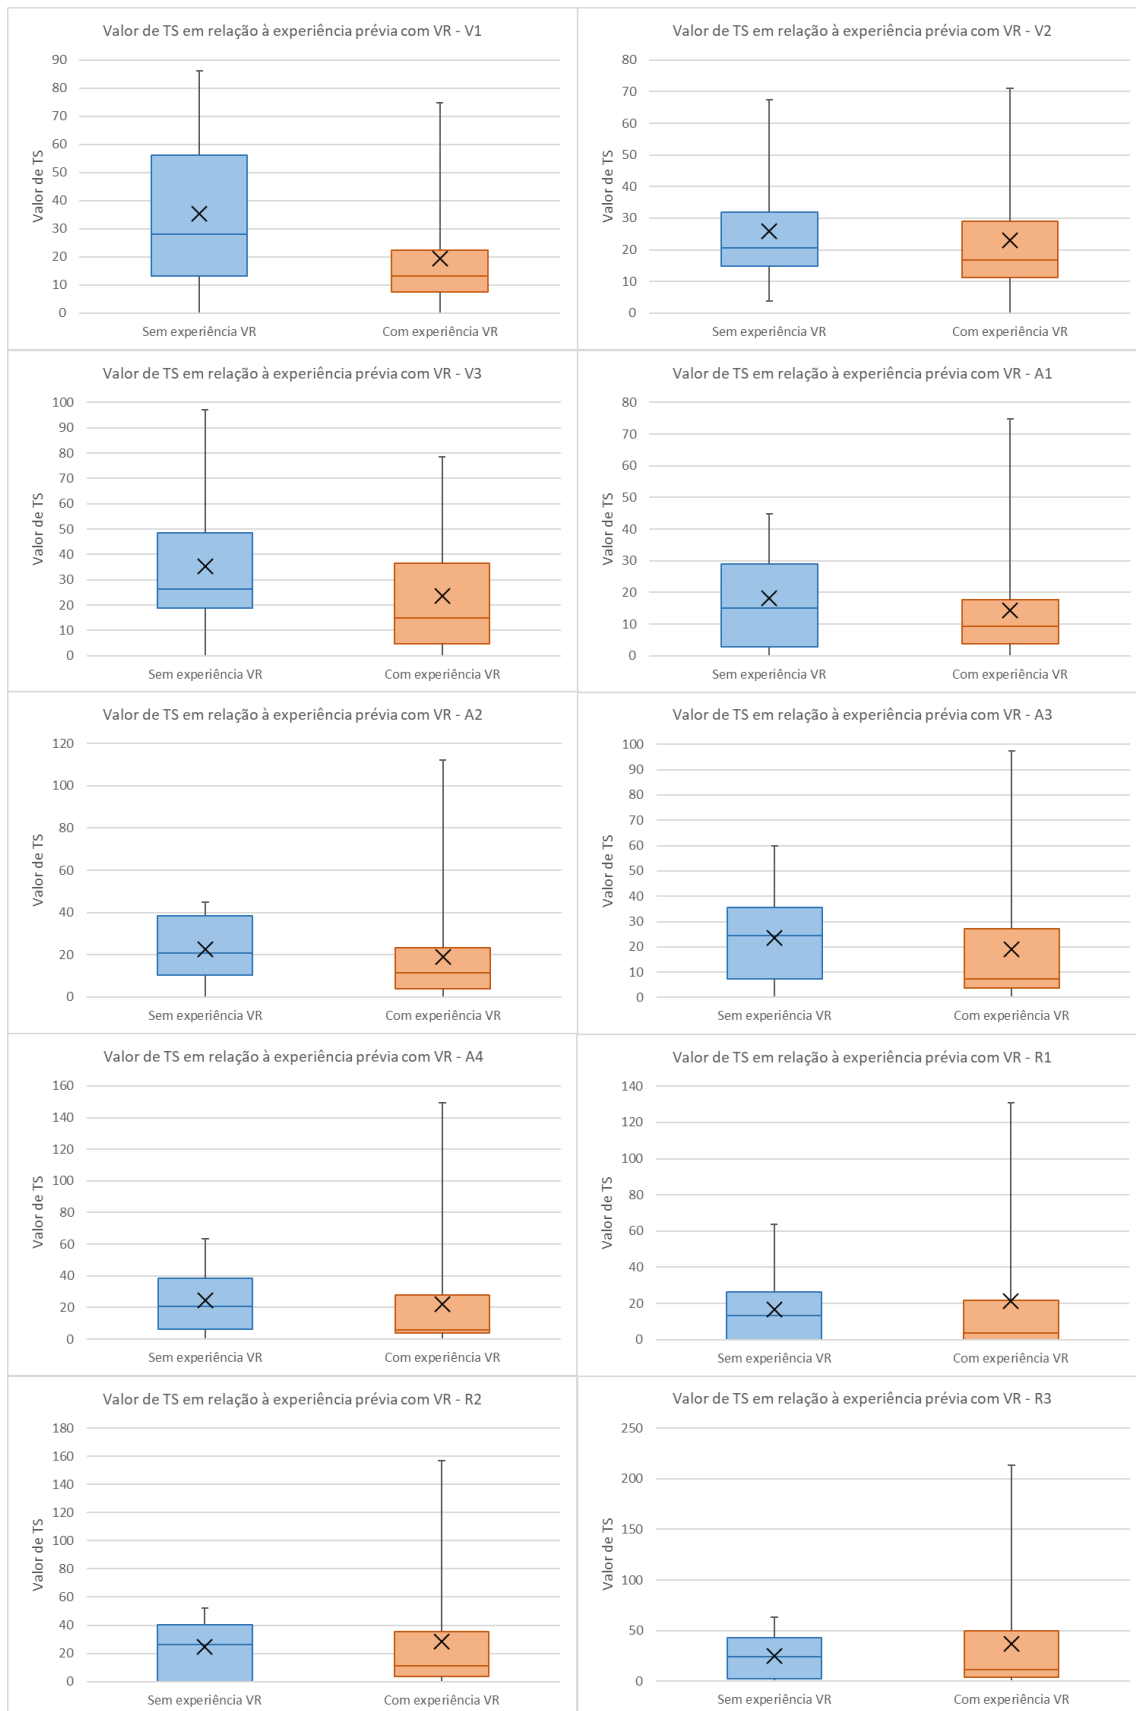 Valor de TS em relação à experiência prévia com VR - V1
90
80
70
60
50
40
30
20
10
0
Valor de TS
Sem experiência VR
Com experiência VR
Valor de TS em relação à experiência prévia com VR - V2
80
70
60
50
40
30
20
10
0
Valor de TS
Sem experiência VR
Com experiência VR
Valor de TS em relação à experiência prévia com VR - V3
100
90
80
70
60
50
40
30
20
10
0
Valor de TS
Sem experiência VR
Com experiência VR
Valor de TS em relação à experiência prévia com VR - A1
80
70
60
50
40
30
20
10
0
Valor de TS
Sem experiência VR
Com experiência VR
Valor de TS em relação à experiência prévia com VR - A2
120
100
80
60
40
20
0
Valor de TS
Sem experiência VR
Com experiência VR
Valor de TS em relação à experiência prévia com VR - A3
100
90
80
70
60
50
40
30
20
10
0
Valor de TS
Sem experiência VR
Com experiência VR
Valor de TS em relação à experiência prévia com VR - A4
160
140
120
100
80
60
40
20
0
Valor de TS
Sem experiência VR
Com experiência VR
Valor de TS em relação à experiência prévia com VR - R1
140
120
100
80
60
40
20
0
Valor de TS
Sem experiência VR
Com experiência VR
Valor de TS em relação à experiência prévia com VR - R2
180
160
140
120
100
80
60
40
20
0
Valor de TS
Sem experiência VR
Com experiência VR
Valor de TS em relação à experiência prévia com VR - R3
250
200
150
100
50
0
Valor de TS
Sem experiência VR
Com experiência VR